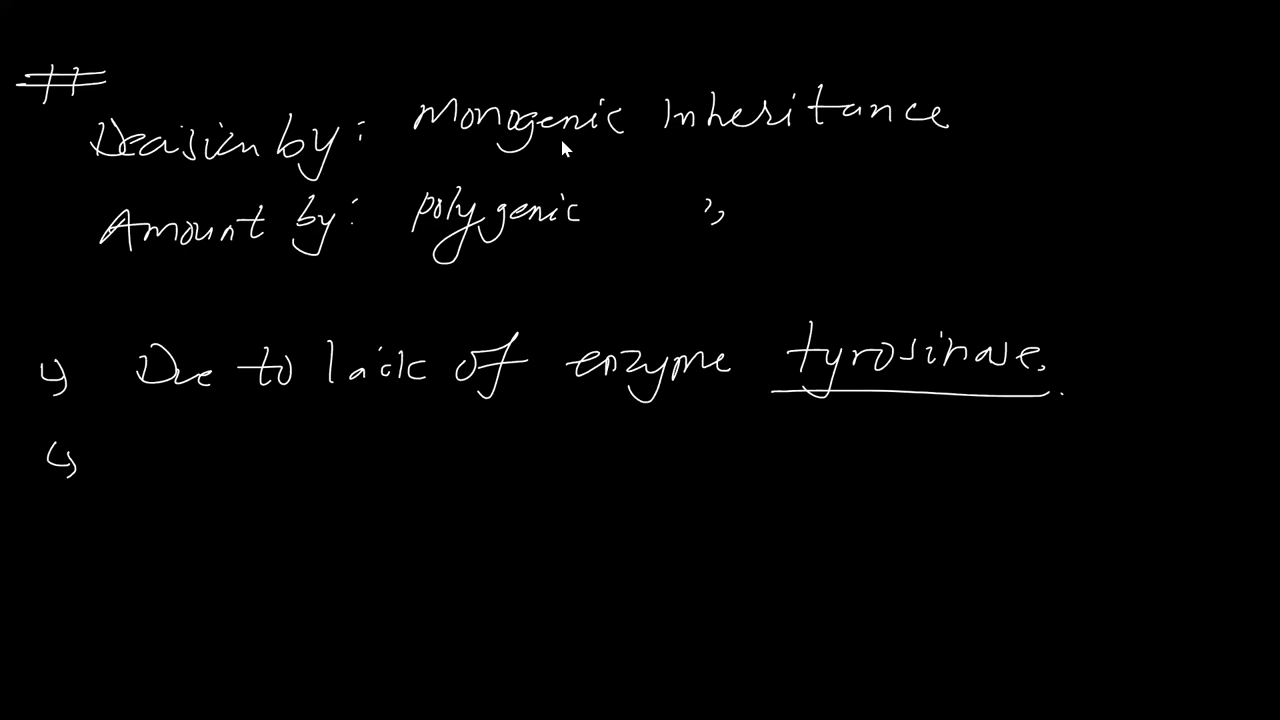 #
Decision by: Monogenic Inheritance
Amount by: polygenic "
↳ Due to lack of enzyme tyrosinase.
↳